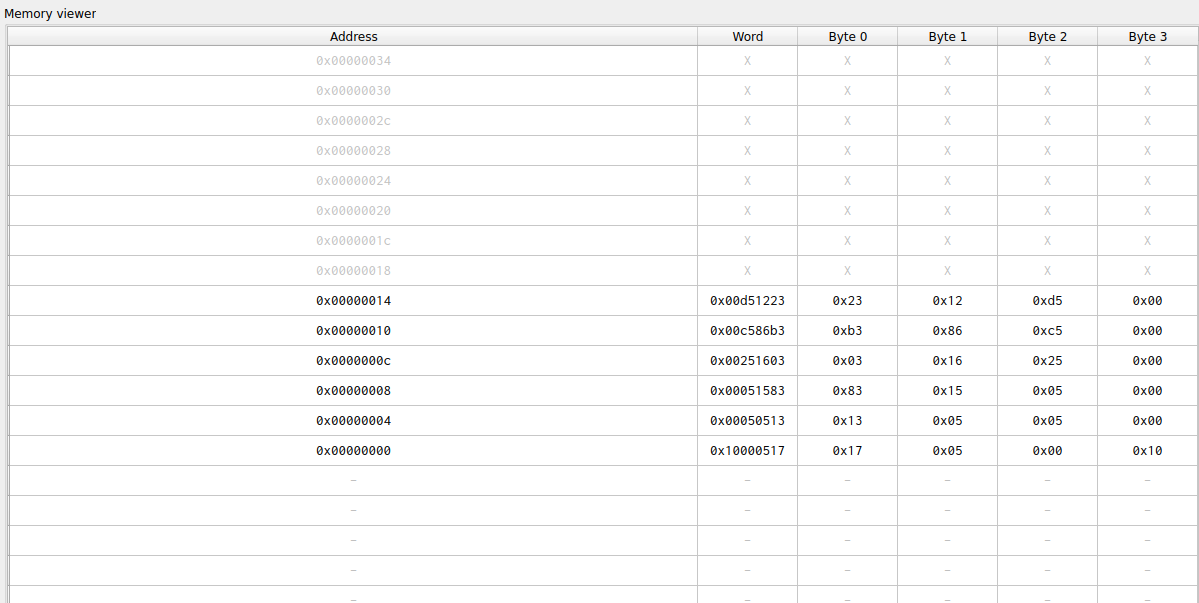 Memory viewer
Address Word Byte 0 Byte 1 Byte 2 Byte 3
0x00000034 X X X X X
0x00000030 X X X X X
0x0000002c X X X X X
0x00000028 X X X X X
0x00000024 X X X X X
0x00000020 X X X X X
0x0000001c X X X X X
0x00000018 X X X X X
0x00000014 0x00d51223 0x23 0x12 0xd5 0x00
0x00000010 0x00c586b3 0xb3 0x86 0xc5 0x00
0x0000000c 0x00251603 0x03 0x16 0x25 0x00
0x00000008 0x00051583 0x83 0x15 0x05 0x00
0x00000004 0x00050513 0x13 0x05 0x05 0x00
0x00000000 0x10000517 0x17 0x05 0x00 0x10
- - - - - -
- - - - - -
- - - - - -
- - - - - -
- - - - - -